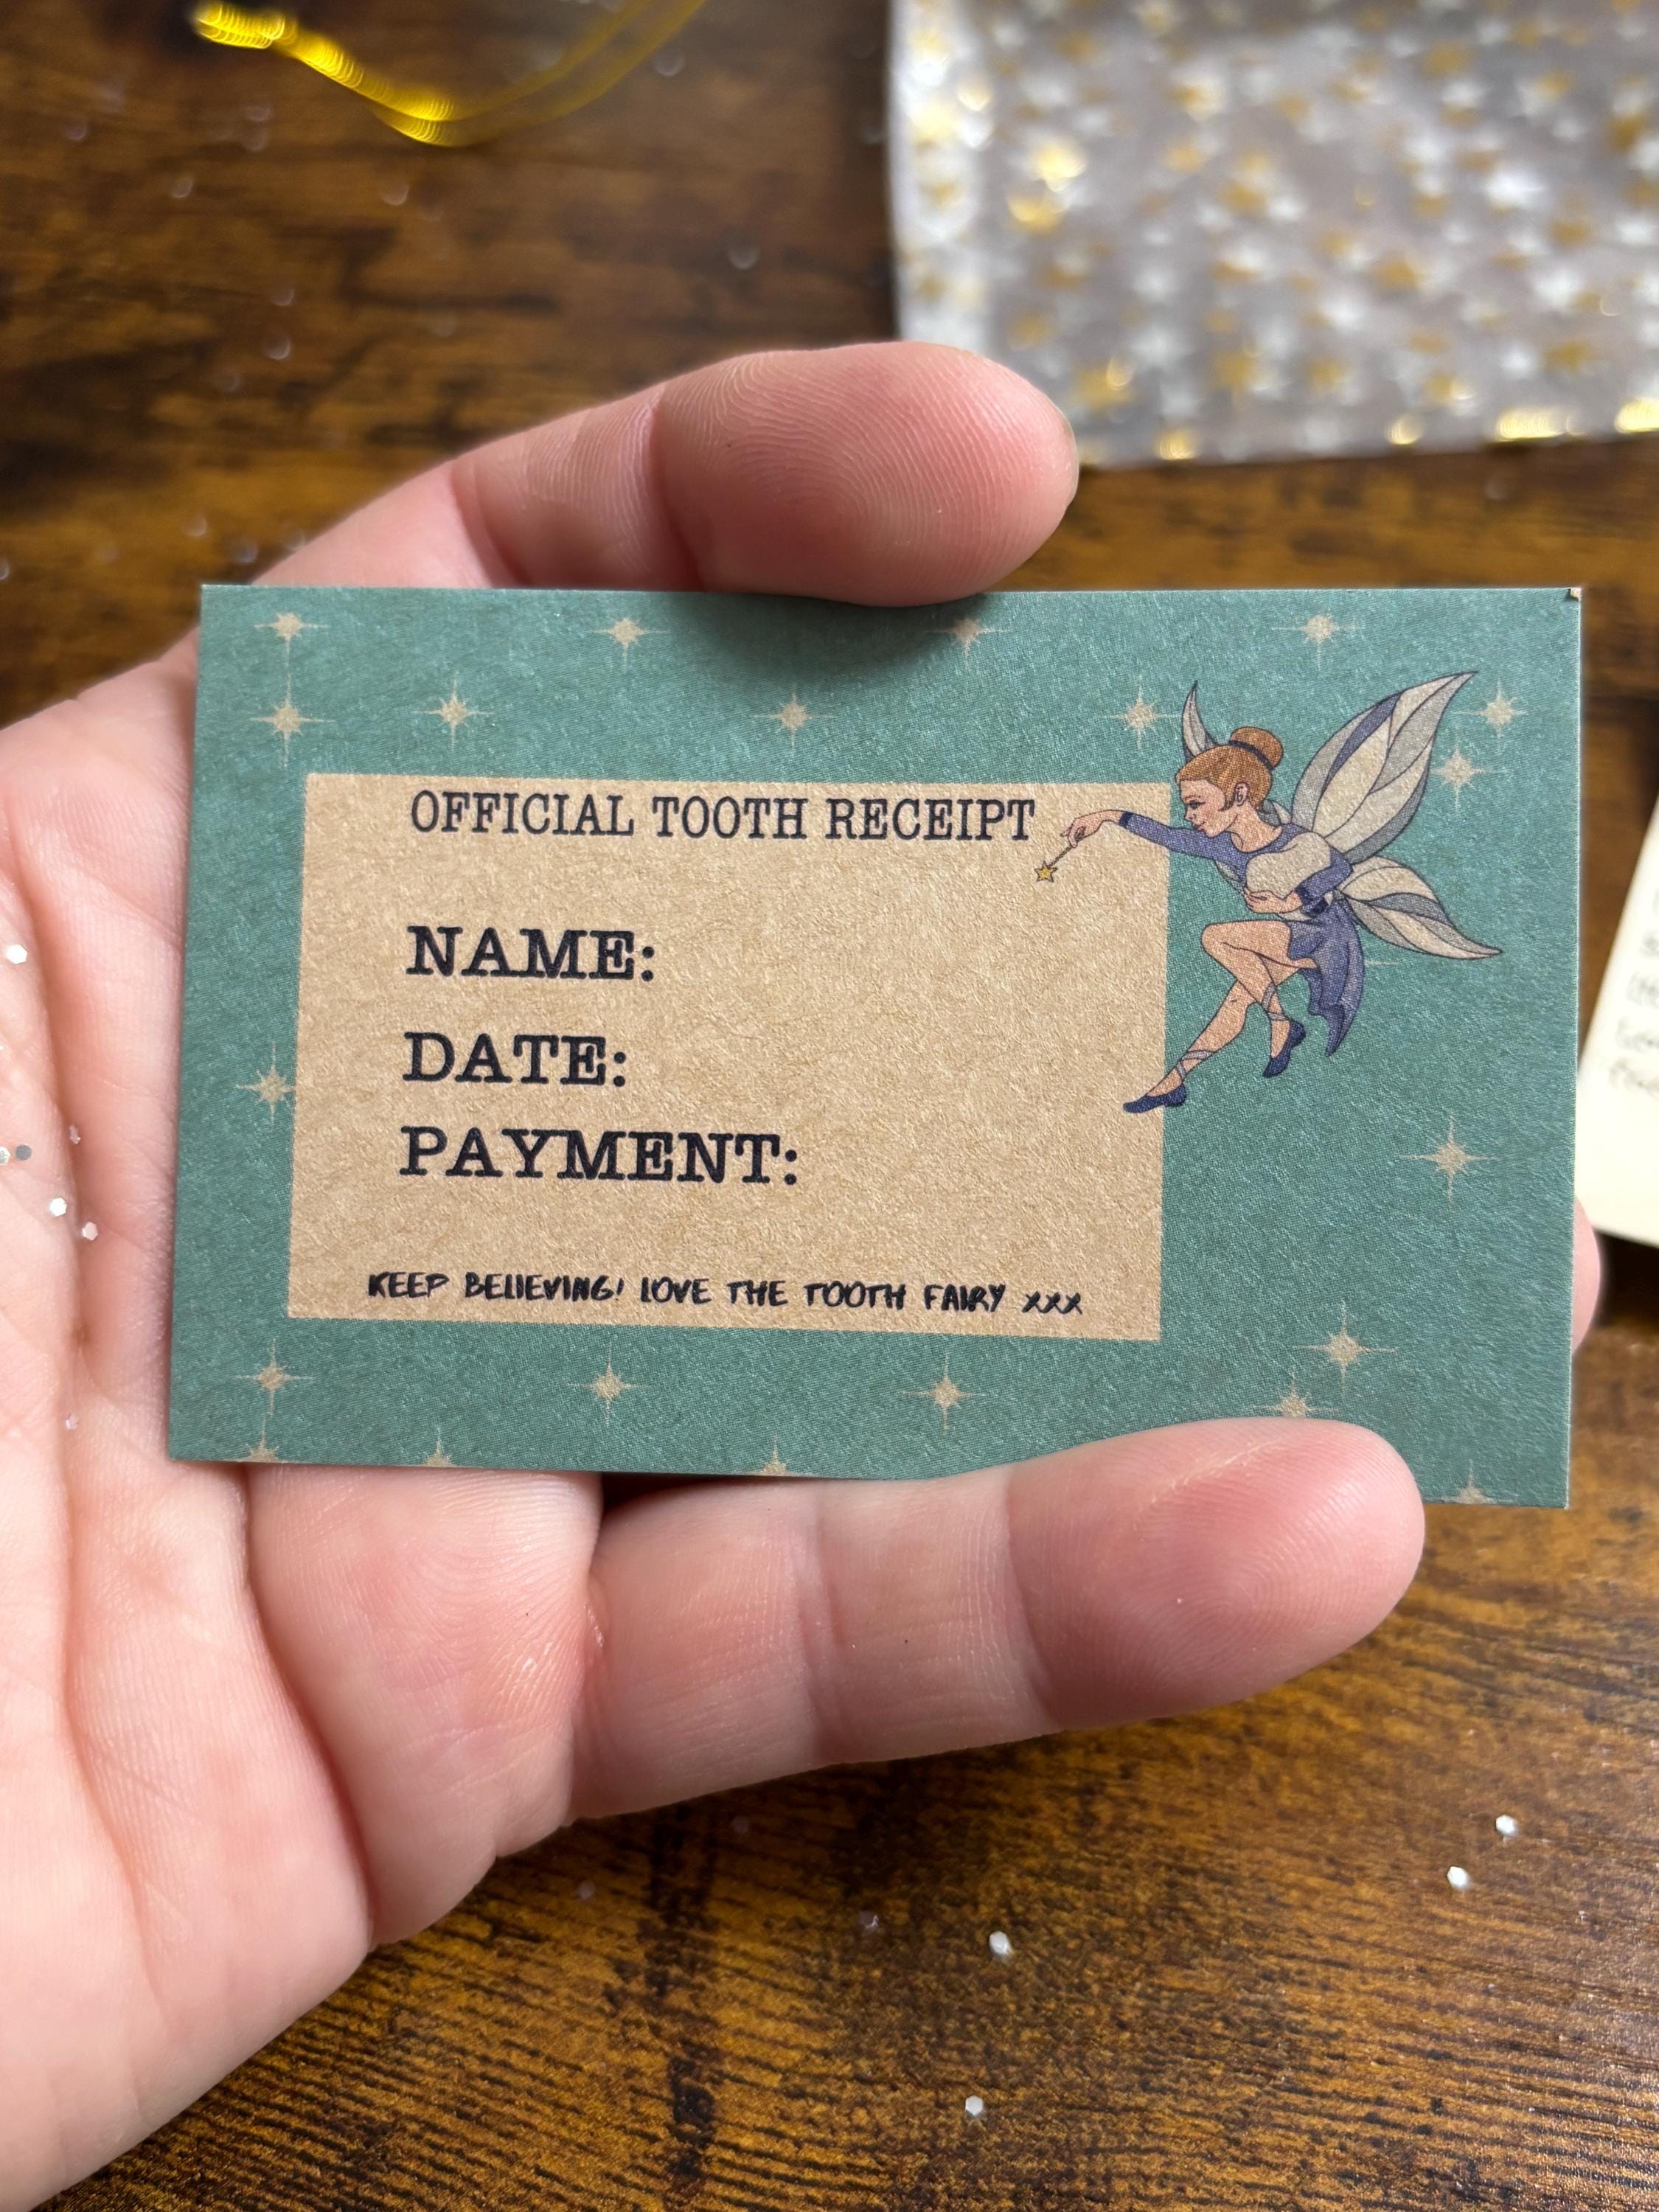 OFFICIAL TOOTH RECEIPT
NAME:
DATE:
PAYMENT:
KEEP BELIEVING! LOVE THE TOOTH FAIRY xxx